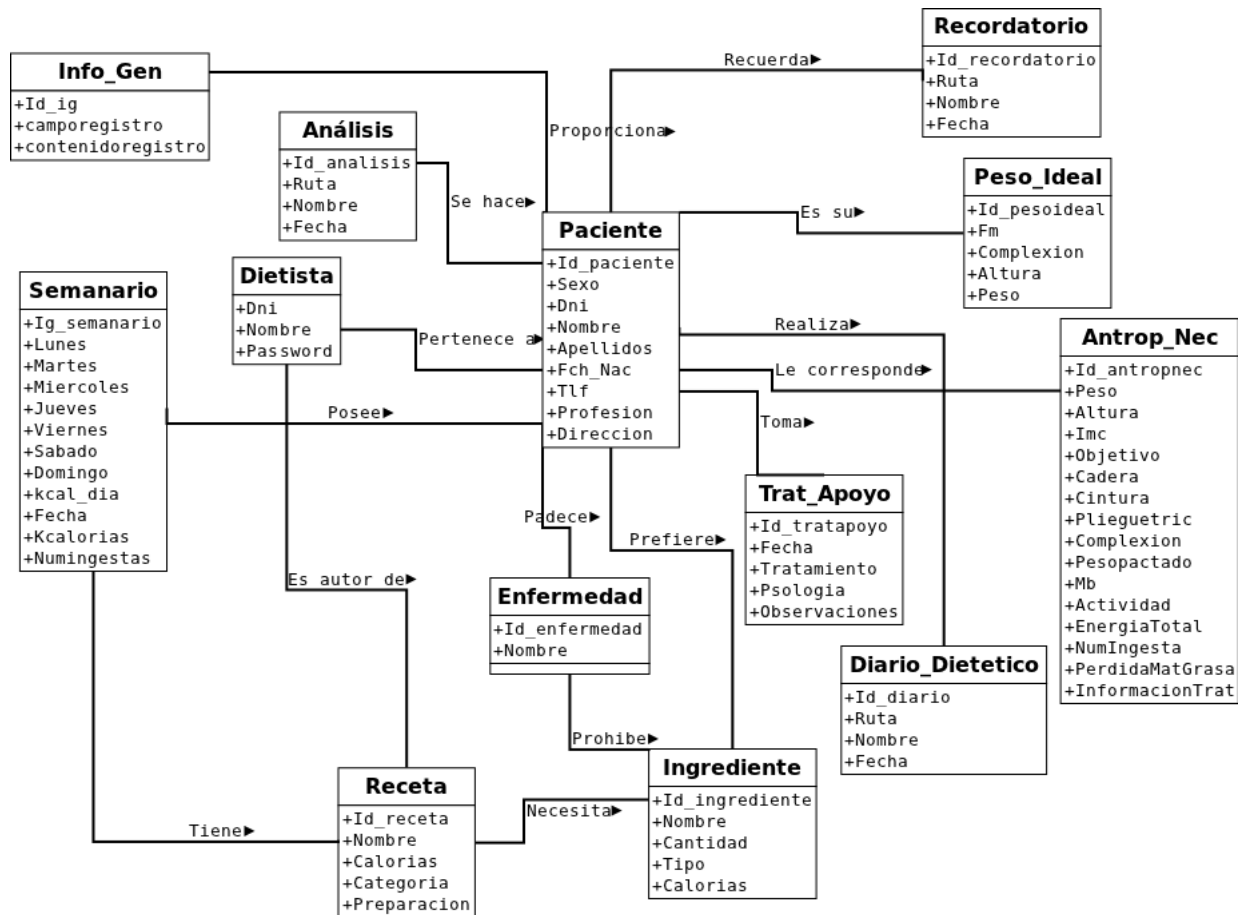 Info_Gen
+Id_ig
+camporegistro
+contenidoregistro
Proporciona▶
Recuerda▶
Recordatorio
+Id_recordatorio
+Ruta
+Nombre
+Fecha
Análisis
+Id_analisis
+Ruta
+Nombre
+Fecha
Se hace▶
Paciente
+Id_paciente
+Sexo
+Dni
+Nombre
+Apellidos
+Fch_Nac
+Tlf
+Profesion
+Direccion
Es su▶
Peso_Ideal
+Id_pesoideal
+Fm
+Complexion
+Altura
+Peso
Semanario
+Ig_semanario
+Lunes
+Martes
+Miercoles
+Jueves
+Viernes
+Sabado
+Domingo
+kcal_dia
+Fecha
+Kcalorias
+Numingestas
Dietista
+Dni
+Nombre
+Password
Pertenece a▶
Posee▶
Realiza▶
Le corresponde▶
Toma▶
Antrop_Nec
+Id_antropnec
+Peso
+Altura
+Imc
+Objetivo
+Cadera
+Cintura
+Plieguetric
+Complexion
+Pesopactado
+Mb
+Actividad
+EnergiaTotal
+NumIngesta
+PerdidaMatGrasa
+InformacionTrat
Trat_Apoyo
+Id_tratapoyo
+Fecha
+Tratamiento
+Psologia
+Observaciones
Padece▶
Prefiere▶
Es autor de▶
Enfermedad
+Id_enfermedad
+Nombre
Diario_Dietetico
+Id_diario
+Ruta
+Nombre
+Fecha
Prohibe▶
Ingrediente
+Id_ingrediente
+Nombre
+Cantidad
+Tipo
+Calorias
Necesita▶
Tiene▶
Receta
+Id_receta
+Nombre
+Calorias
+Categoria
+Preparacion